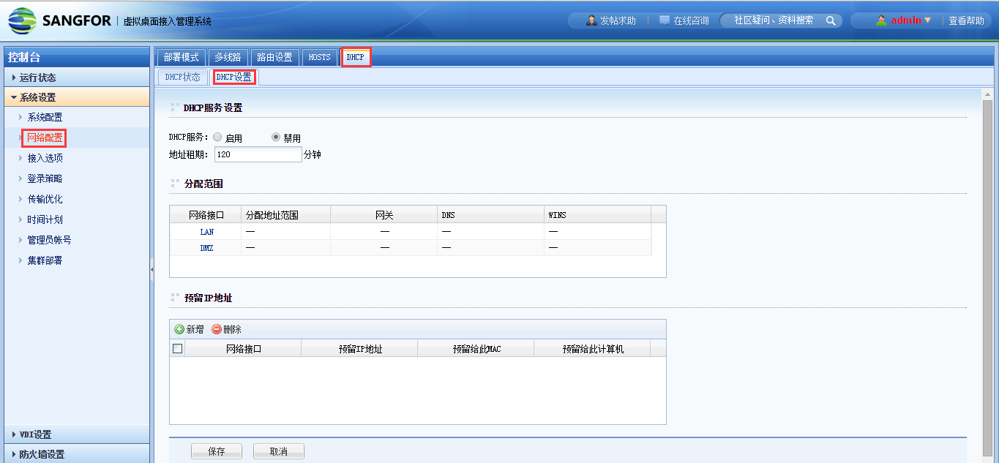 SANGFOR 虚拟桌面接入管理系统 发帖求助 在线咨询 社区疑问、资料搜索 admin 查看帮助
控制台
运行状态
系统设置
系统配置
网络配置
接入选项
登录策略
传输优化
时间计划
管理员帐号
集群部署
VDI设置
防火墙设置
部署模式 多线路 路由设置 HOSTS DHCP
DHCP状态 DHCP设置
DHCP服务设置
DHCP服务： 启用 禁用
地址租期： 120 分钟
分配范围
网络接口 分配地址范围 网关 DNS WINS
LAN — — — —
DMZ — — — —
预留IP地址
新增 删除
网络接口 预留IP地址 预留给此MAC 预留给此计算机
保存 取消